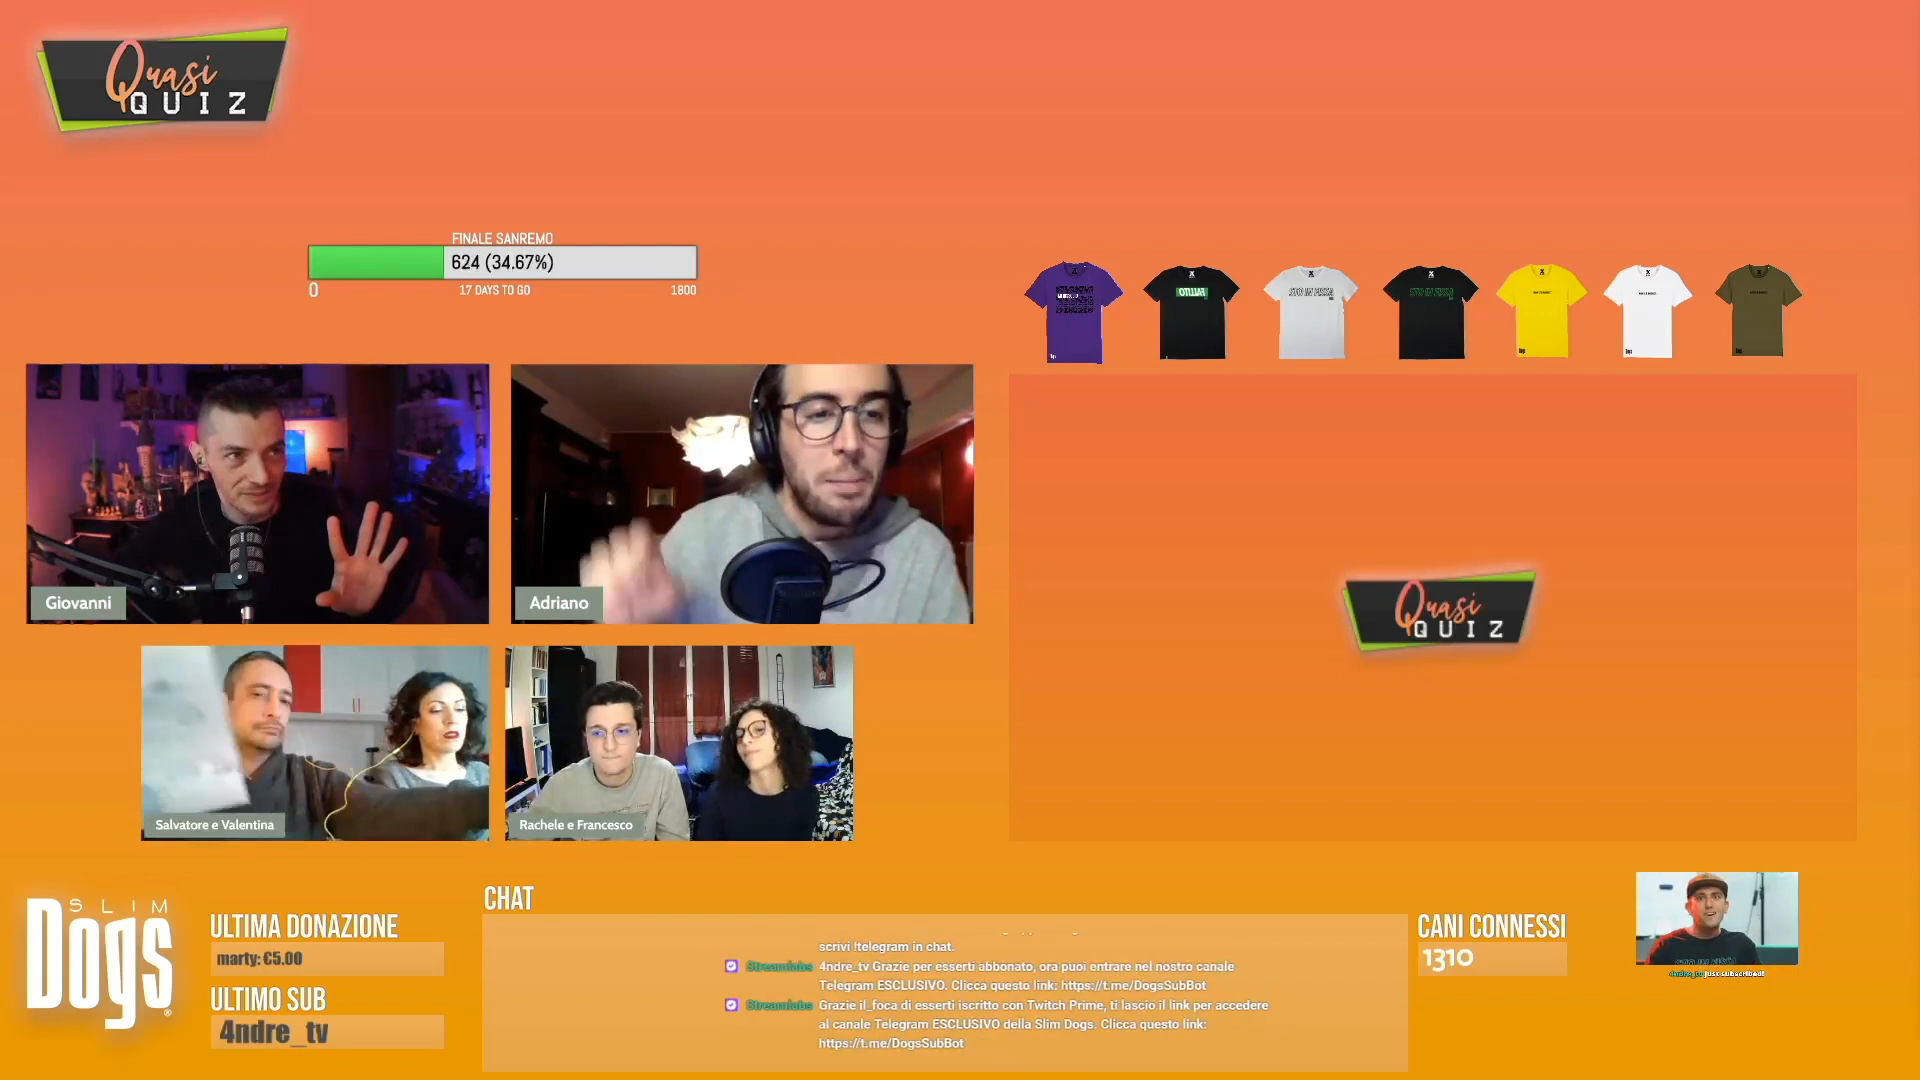 Quasi
QUIZ
FINALE SANREMO
624 (34.67%)
0
17 DAYS TO GO
1800
FALLITO
Giovanni
Adriano
Quasi
QUIZ
Salvatore e Valentina
Rachele e Francesco
SLIM
Dogs
®
ULTIMA DONAZIONE
marty: €5.00
ULTIMO SUB
4ndre_tv
CHAT
scrivi !telegram in chat.
Streamlabs 4ndre_tv Grazie per esserti abbonato, ora puoi entrare nel nostro canale
Telegram ESCLUSIVO. Clicca questo link: https://t.me/DogsSubBot
Streamlabs Grazie il_foca di esserti iscritto con Twitch Prime, ti lascio il link per accedere
al canale Telegram ESCLUSIVO della Slim Dogs. Clicca questo link:
https://t.me/DogsSubBot
CANI CONNESSI
1310
4ndre_tv just subscribed!